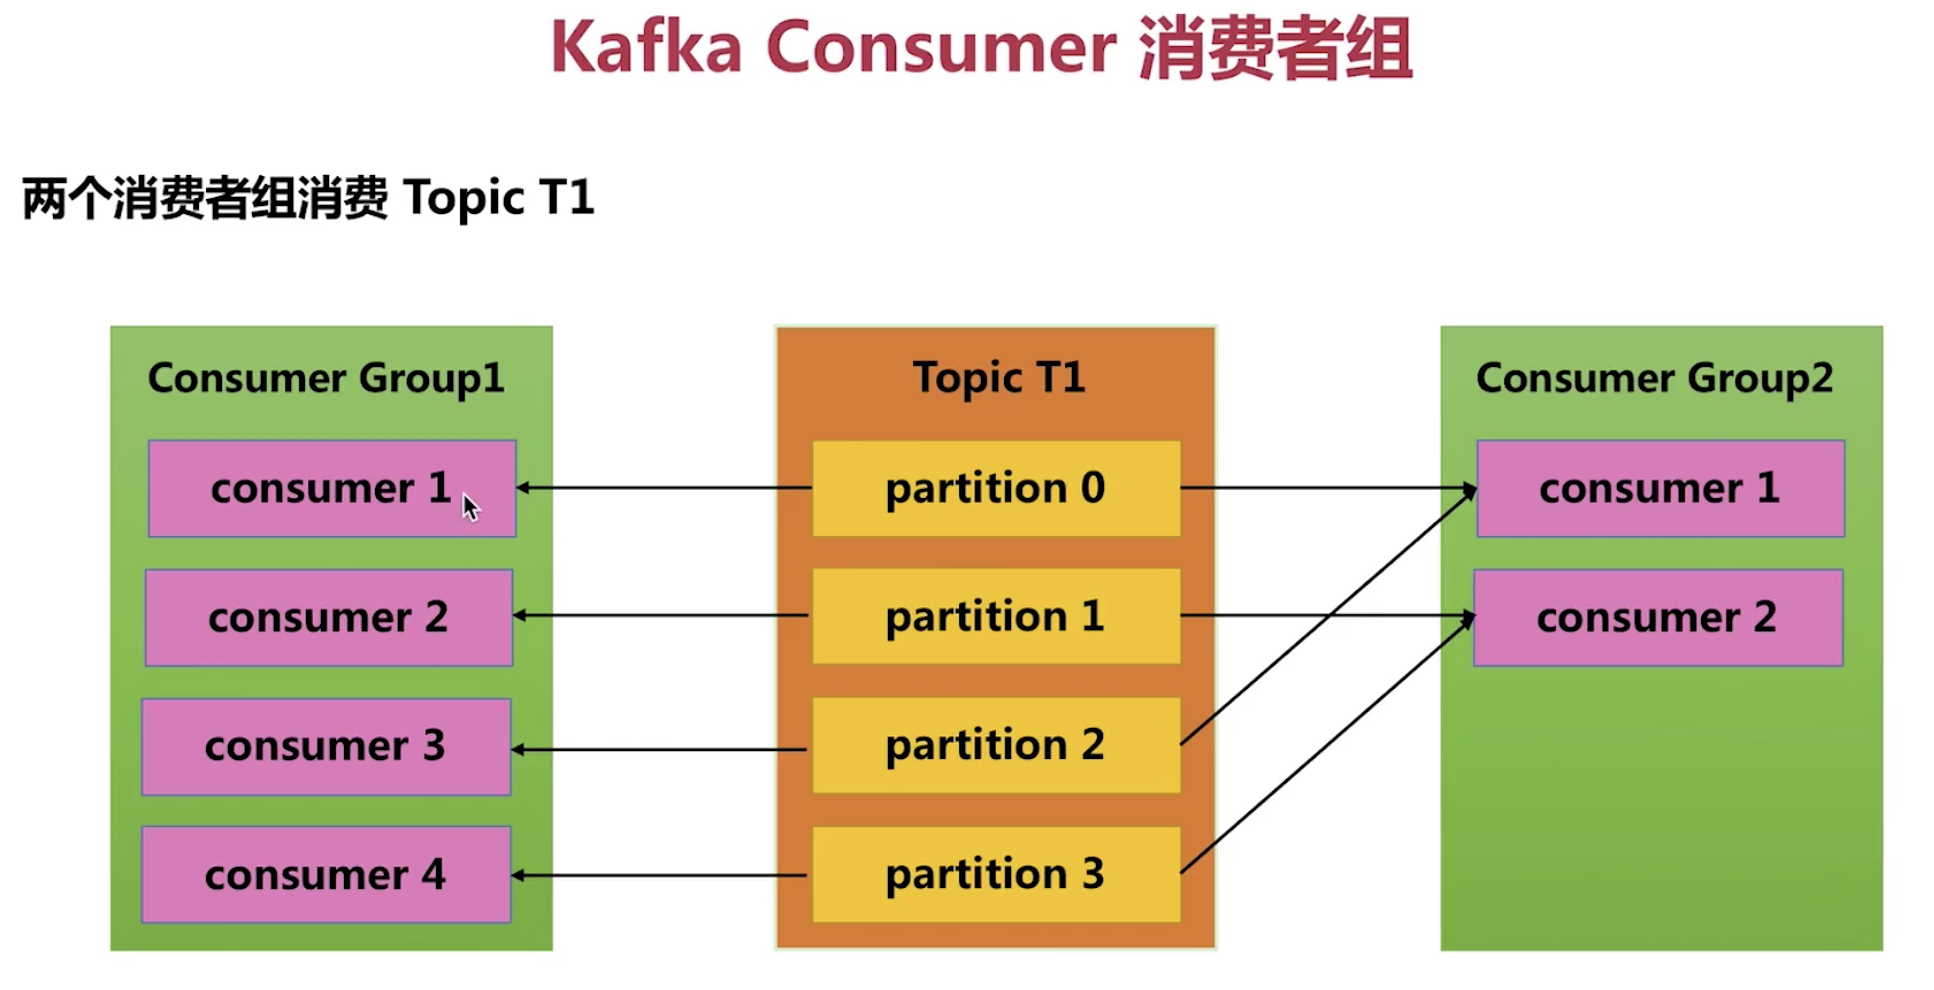 Kafka Consumer 消费者组
两个消费者组消费 Topic T1
Consumer Group1
consumer 1
consumer 2
consumer 3
consumer 4
Topic T1
partition 0
partition 1
partition 2
partition 3
Consumer Group2
consumer 1
consumer 2